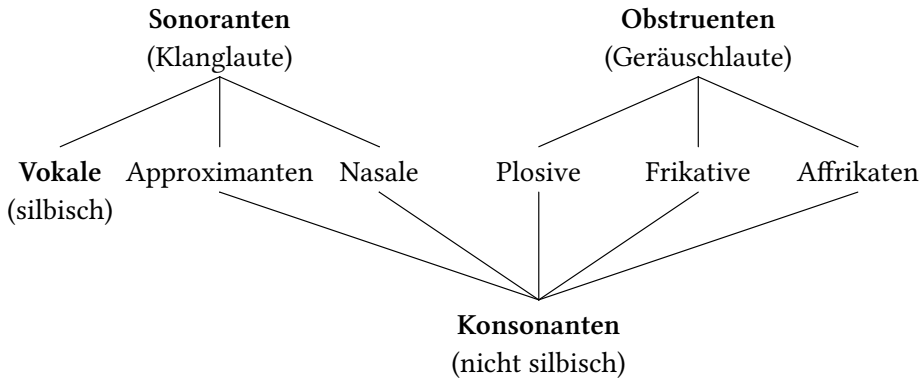 Sonoranten
(Klanglaute)
Obstruenten
(Geräuschlaute)
Vokale
(silbisch)
Approximanten
Nasale
Plosive
Frikative
Affrikaten
Konsonanten
(nicht silbisch)